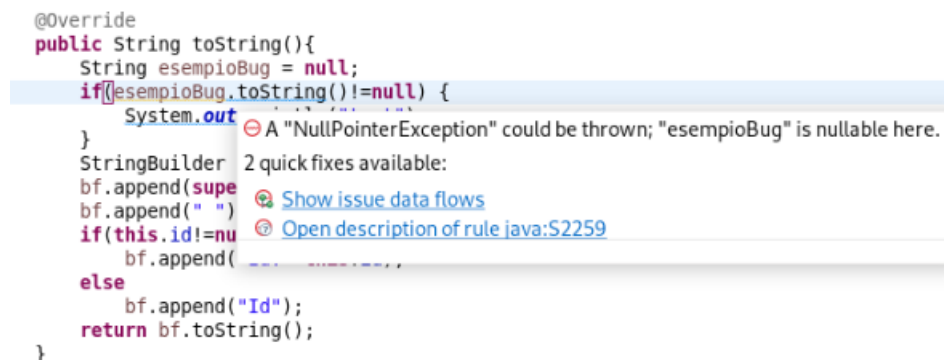 @Override
public String toString(){
String esempioBug = null;
if(esempioBug.toString()!=null) {
System.out
A "NullPointerException" could be thrown; "esempioBug" is nullable here.
}
2 quick fixes available:
StringBuilder
bf.append(supe
Show issue data flows
bf.append(" ")
Open description of rule java:S2259
if(this.id!=nu
bf.append(
else
bf.append("Id");
return bf.toString();
}